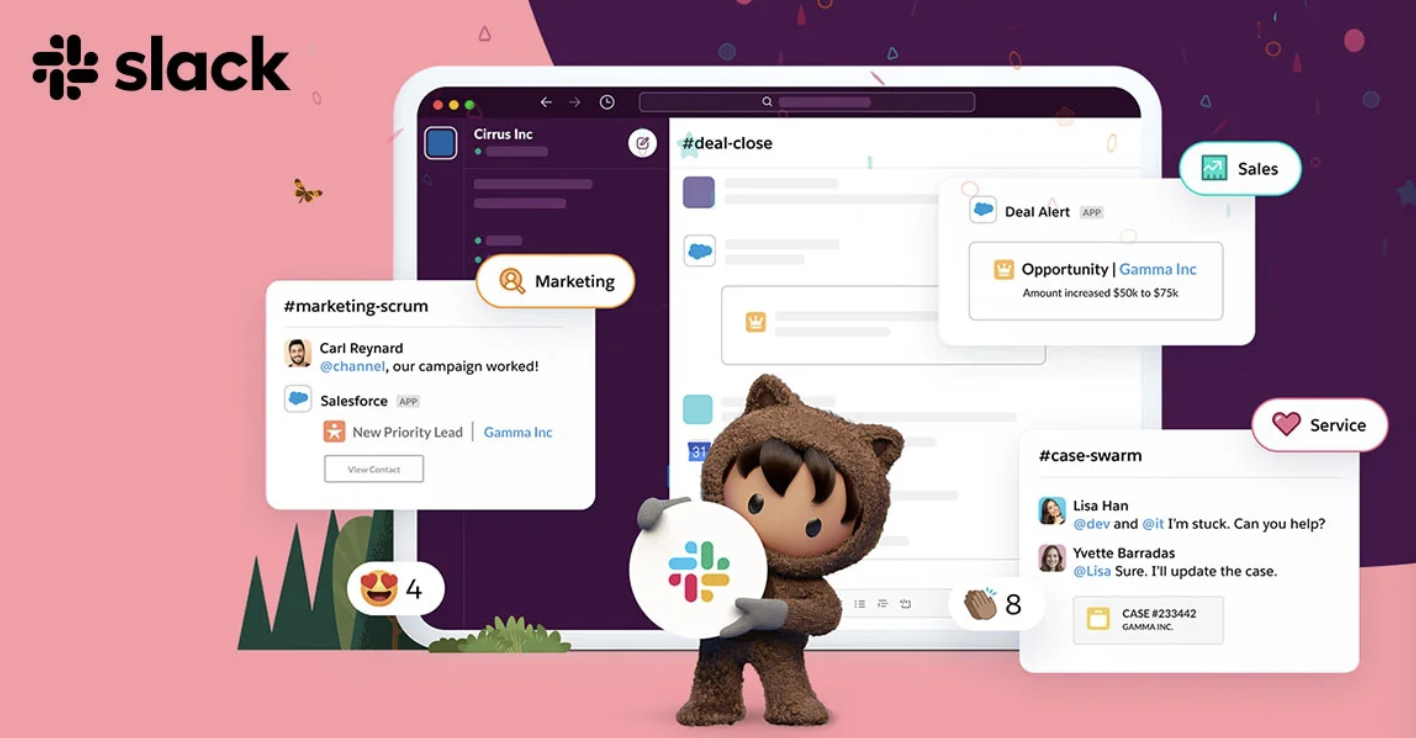 slack
Cirrus Inc
#deal-close
Sales
Deal Alert APP
Opportunity | Gamma Inc
Amount increased $50k to $75k
Marketing
#marketing-scrum
Carl Reynard
@channel, our campaign worked!
Salesforce APP
New Priority Lead | Gamma Inc
View Contact
31
Service
#case-swarm
Lisa Han
@dev and @it I'm stuck. Can you help?
Yvette Barradas
@Lisa Sure. I'll update the case.
CASE #233442
GAMMA INC.
4
8